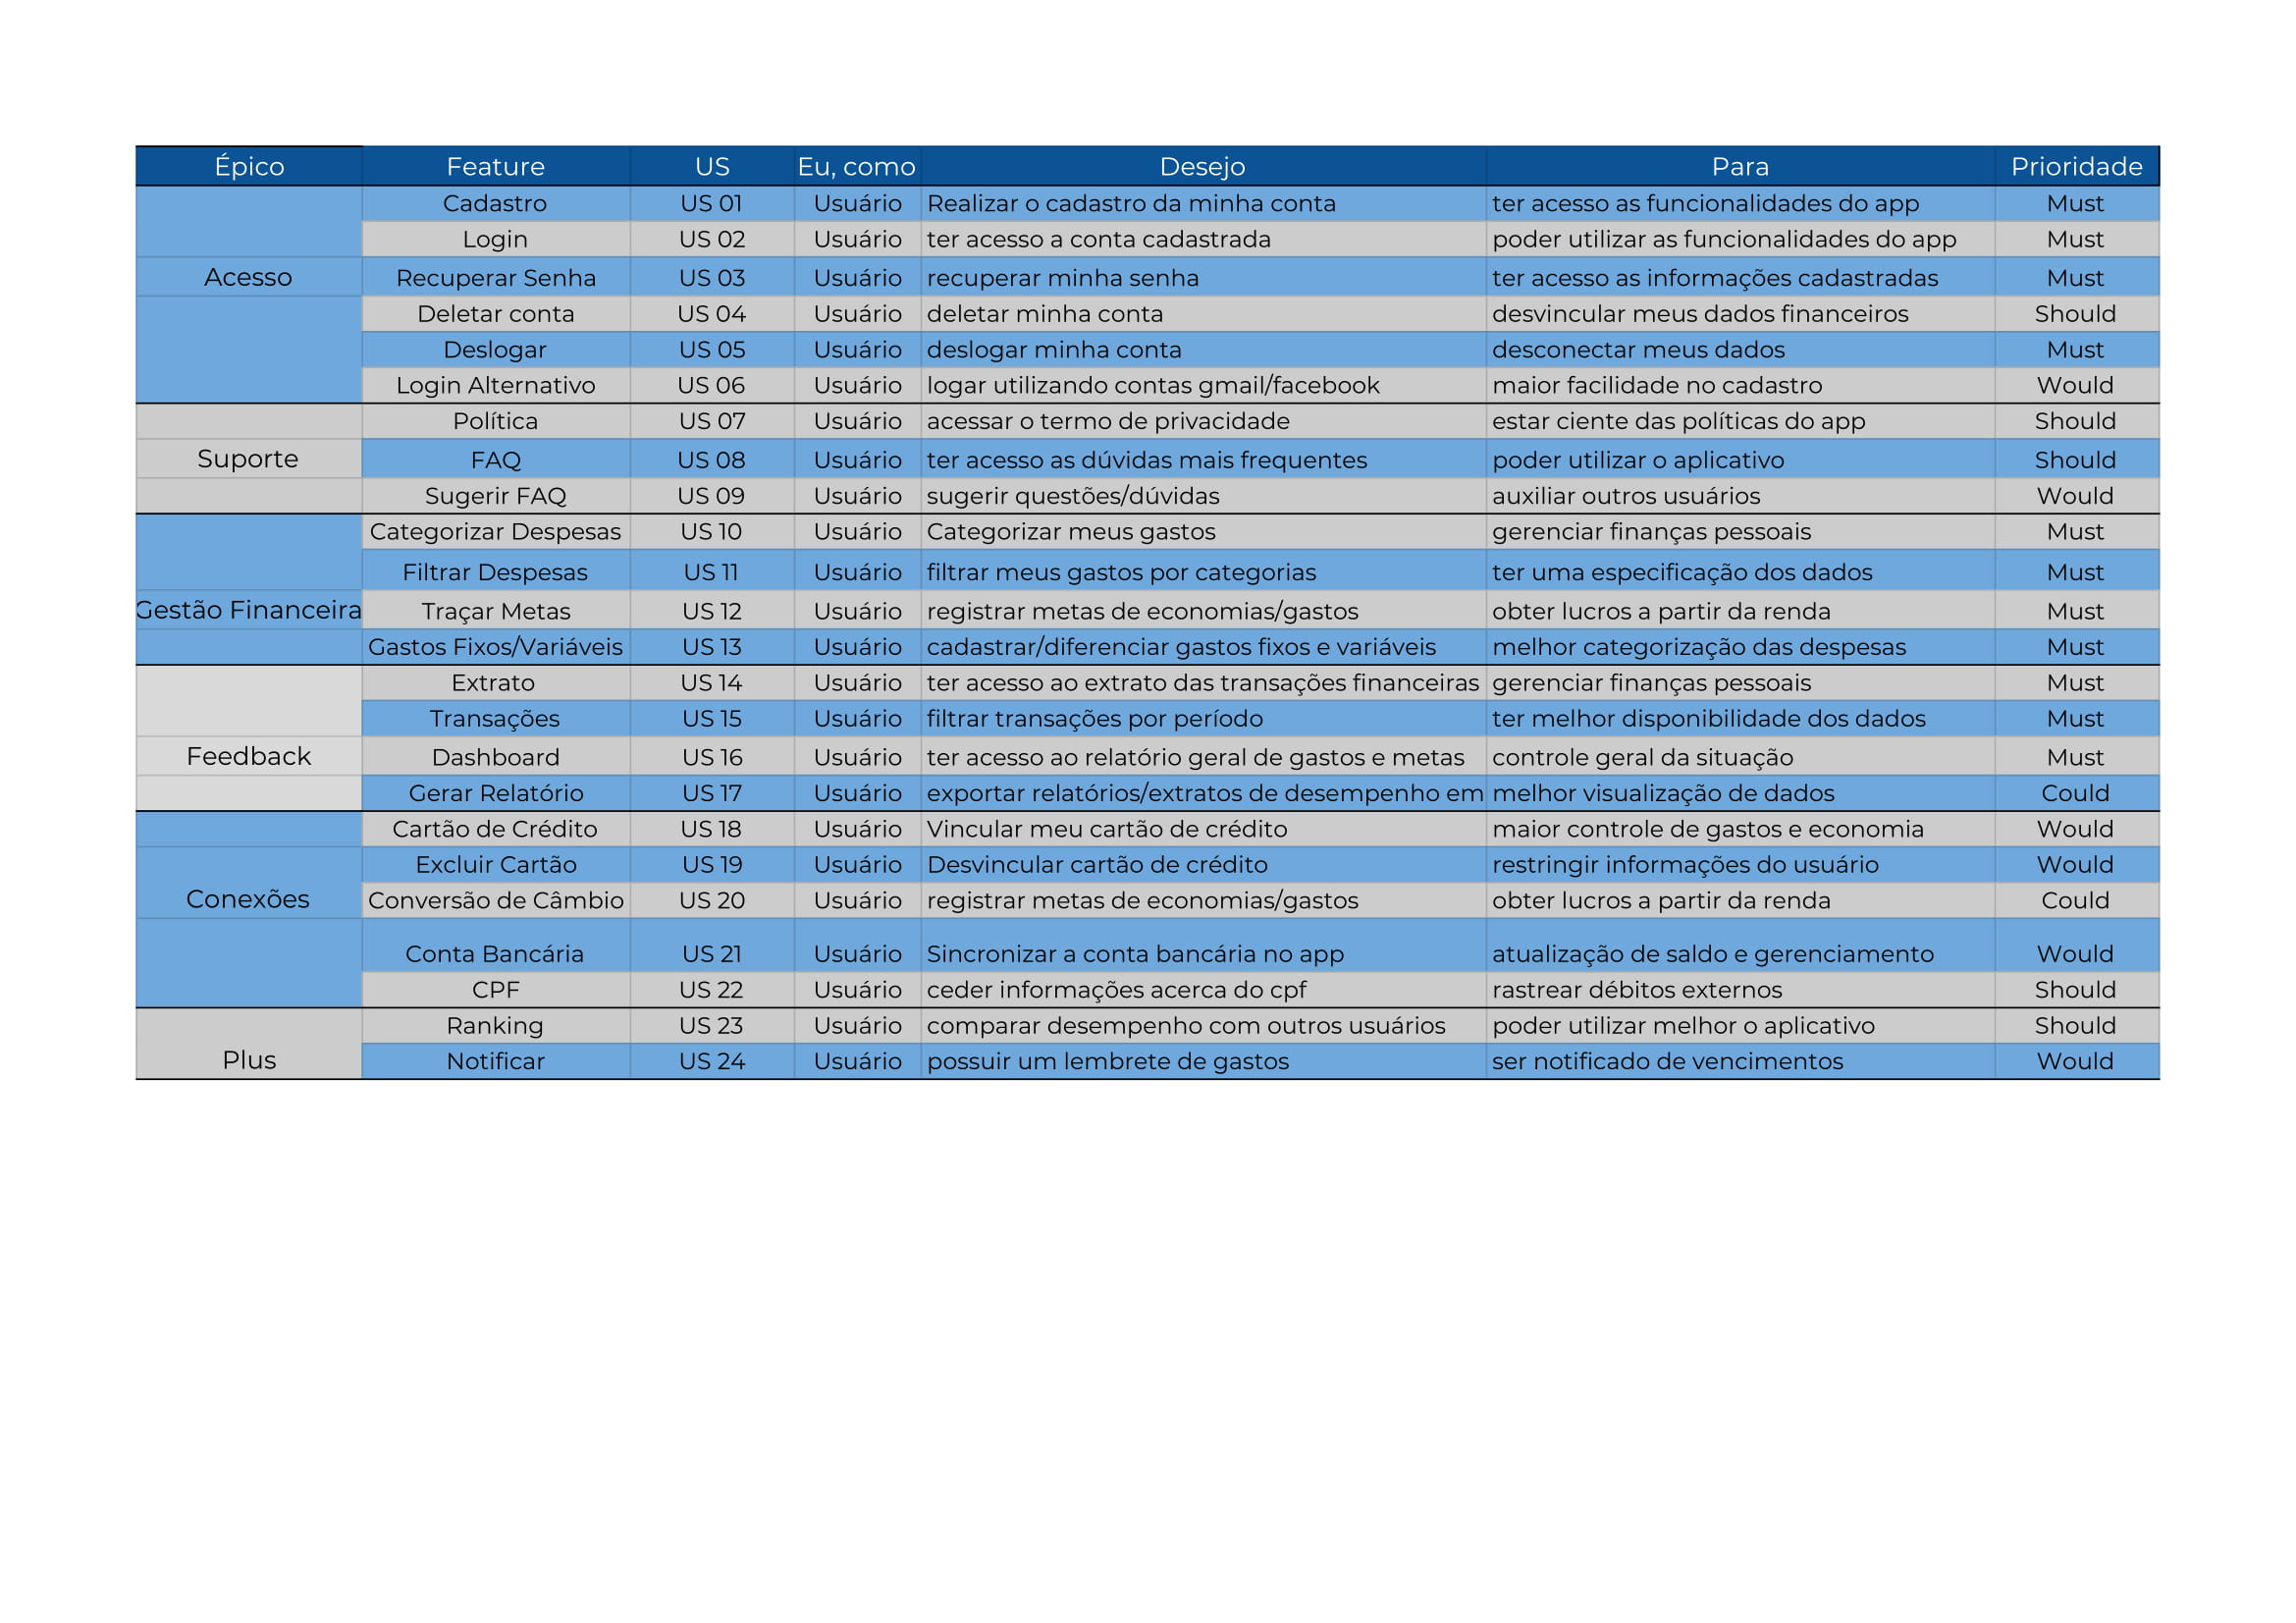 Épico Feature US Eu, como Desejo Para Prioridade
Cadastro US 01 Usuário Realizar o cadastro da minha conta ter acesso as funcionalidades do app Must
Login US 02 Usuário ter acesso a conta cadastrada poder utilizar as funcionalidades do app Must
Acesso Recuperar Senha US 03 Usuário recuperar minha senha ter acesso as informações cadastradas Must
Deletar conta US 04 Usuário deletar minha conta desvincular meus dados financeiros Should
Deslogar US 05 Usuário deslogar minha conta desconectar meus dados Must
Login Alternativo US 06 Usuário logar utilizando contas gmail/facebook maior facilidade no cadastro Would
Política US 07 Usuário acessar o termo de privacidade estar ciente das políticas do app Should
Suporte FAQ US 08 Usuário ter acesso as dúvidas mais frequentes poder utilizar o aplicativo Should
Sugerir FAQ US 09 Usuário sugerir questões/dúvidas auxiliar outros usuários Would
Categorizar Despesas US 10 Usuário Categorizar meus gastos gerenciar finanças pessoais Must
Filtrar Despesas US 11 Usuário filtrar meus gastos por categorias ter uma especificação dos dados Must
Gestão Financeira Traçar Metas US 12 Usuário registrar metas de economias/gastos obter lucros a partir da renda Must
Gastos Fixos/Variáveis US 13 Usuário cadastrar/diferenciar gastos fixos e variáveis melhor categorização das despesas Must
Extrato US 14 Usuário ter acesso ao extrato das transações financeiras gerenciar finanças pessoais Must
Transações US 15 Usuário filtrar transações por período ter melhor disponibilidade dos dados Must
Feedback Dashboard US 16 Usuário ter acesso ao relatório geral de gastos e metas controle geral da situação Must
Gerar Relatório US 17 Usuário exportar relatórios/extratos de desempenho em melhor visualização de dados Could
Cartão de Crédito US 18 Usuário Vincular meu cartão de crédito maior controle de gastos e economia Would
Excluir Cartão US 19 Usuário Desvincular cartão de crédito restringir informações do usuário Would
Conexões Conversão de Câmbio US 20 Usuário registrar metas de economias/gastos obter lucros a partir da renda Could
Conta Bancária US 21 Usuário Sincronizar a conta bancária no app atualização de saldo e gerenciamento Would
CPF US 22 Usuário ceder informações acerca do cpf rastrear débitos externos Should
Ranking US 23 Usuário comparar desempenho com outros usuários poder utilizar melhor o aplicativo Should
Plus Notificar US 24 Usuário possuir um lembrete de gastos ser notificado de vencimentos Would